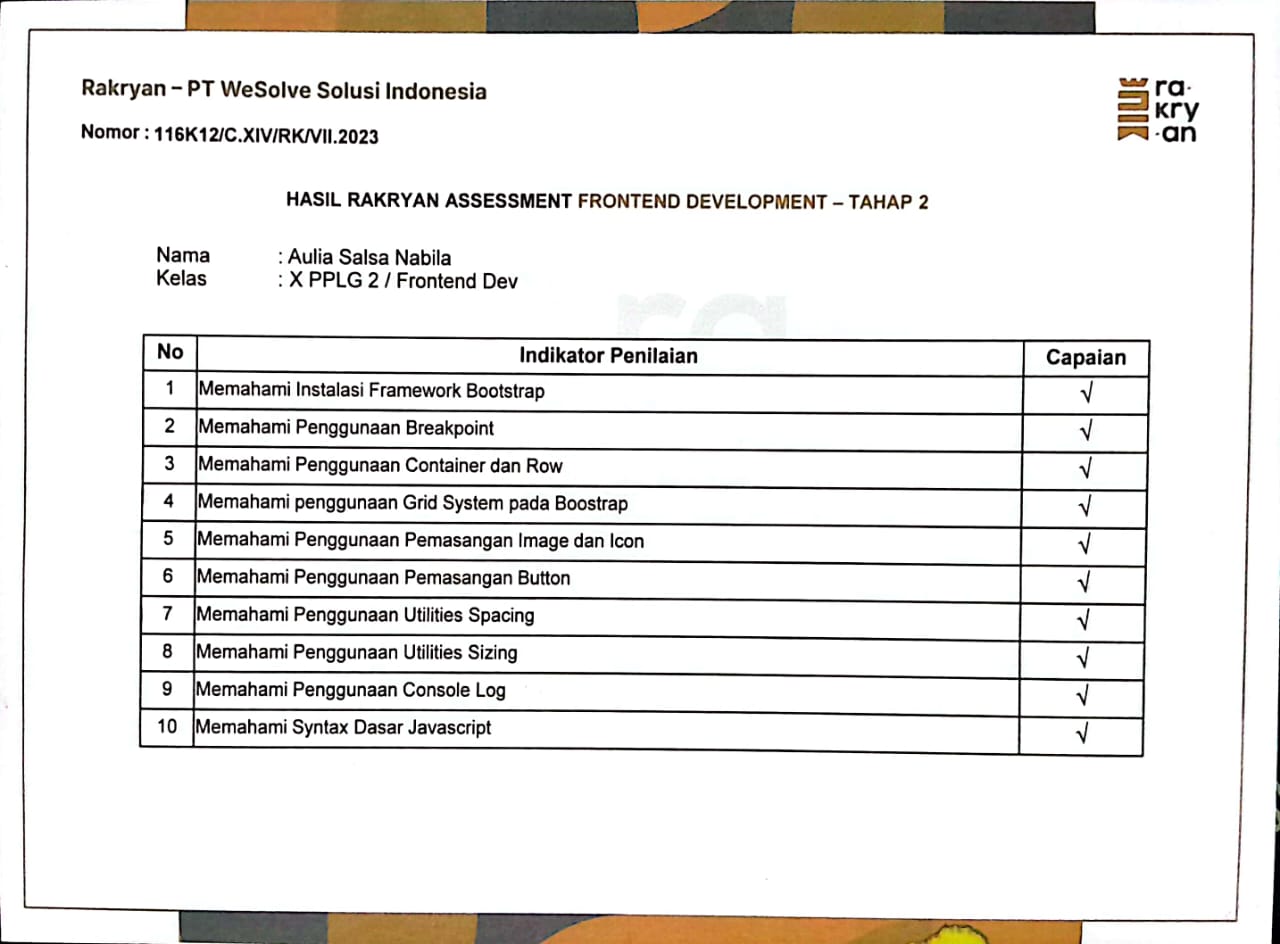 Rakryan – PT WeSolve Solusi Indonesia
Nomor : 116K12/C.XIV/RK/VII.2023
ra·
kry
·an
HASIL RAKRYAN ASSESSMENT FRONTEND DEVELOPMENT – TAHAP 2
Nama : Aulia Salsa Nabila
Kelas : X PPLG 2 / Frontend Dev
ra
No Indikator Penilaian Capaian
1 Memahami Instalasi Framework Bootstrap √
2 Memahami Penggunaan Breakpoint √
3 Memahami Penggunaan Container dan Row √
4 Memahami penggunaan Grid System pada Boostrap √
5 Memahami Penggunaan Pemasangan Image dan Icon √
6 Memahami Penggunaan Pemasangan Button √
7 Memahami Penggunaan Utilities Spacing √
8 Memahami Penggunaan Utilities Sizing √
9 Memahami Penggunaan Console Log √
10 Memahami Syntax Dasar Javascript √